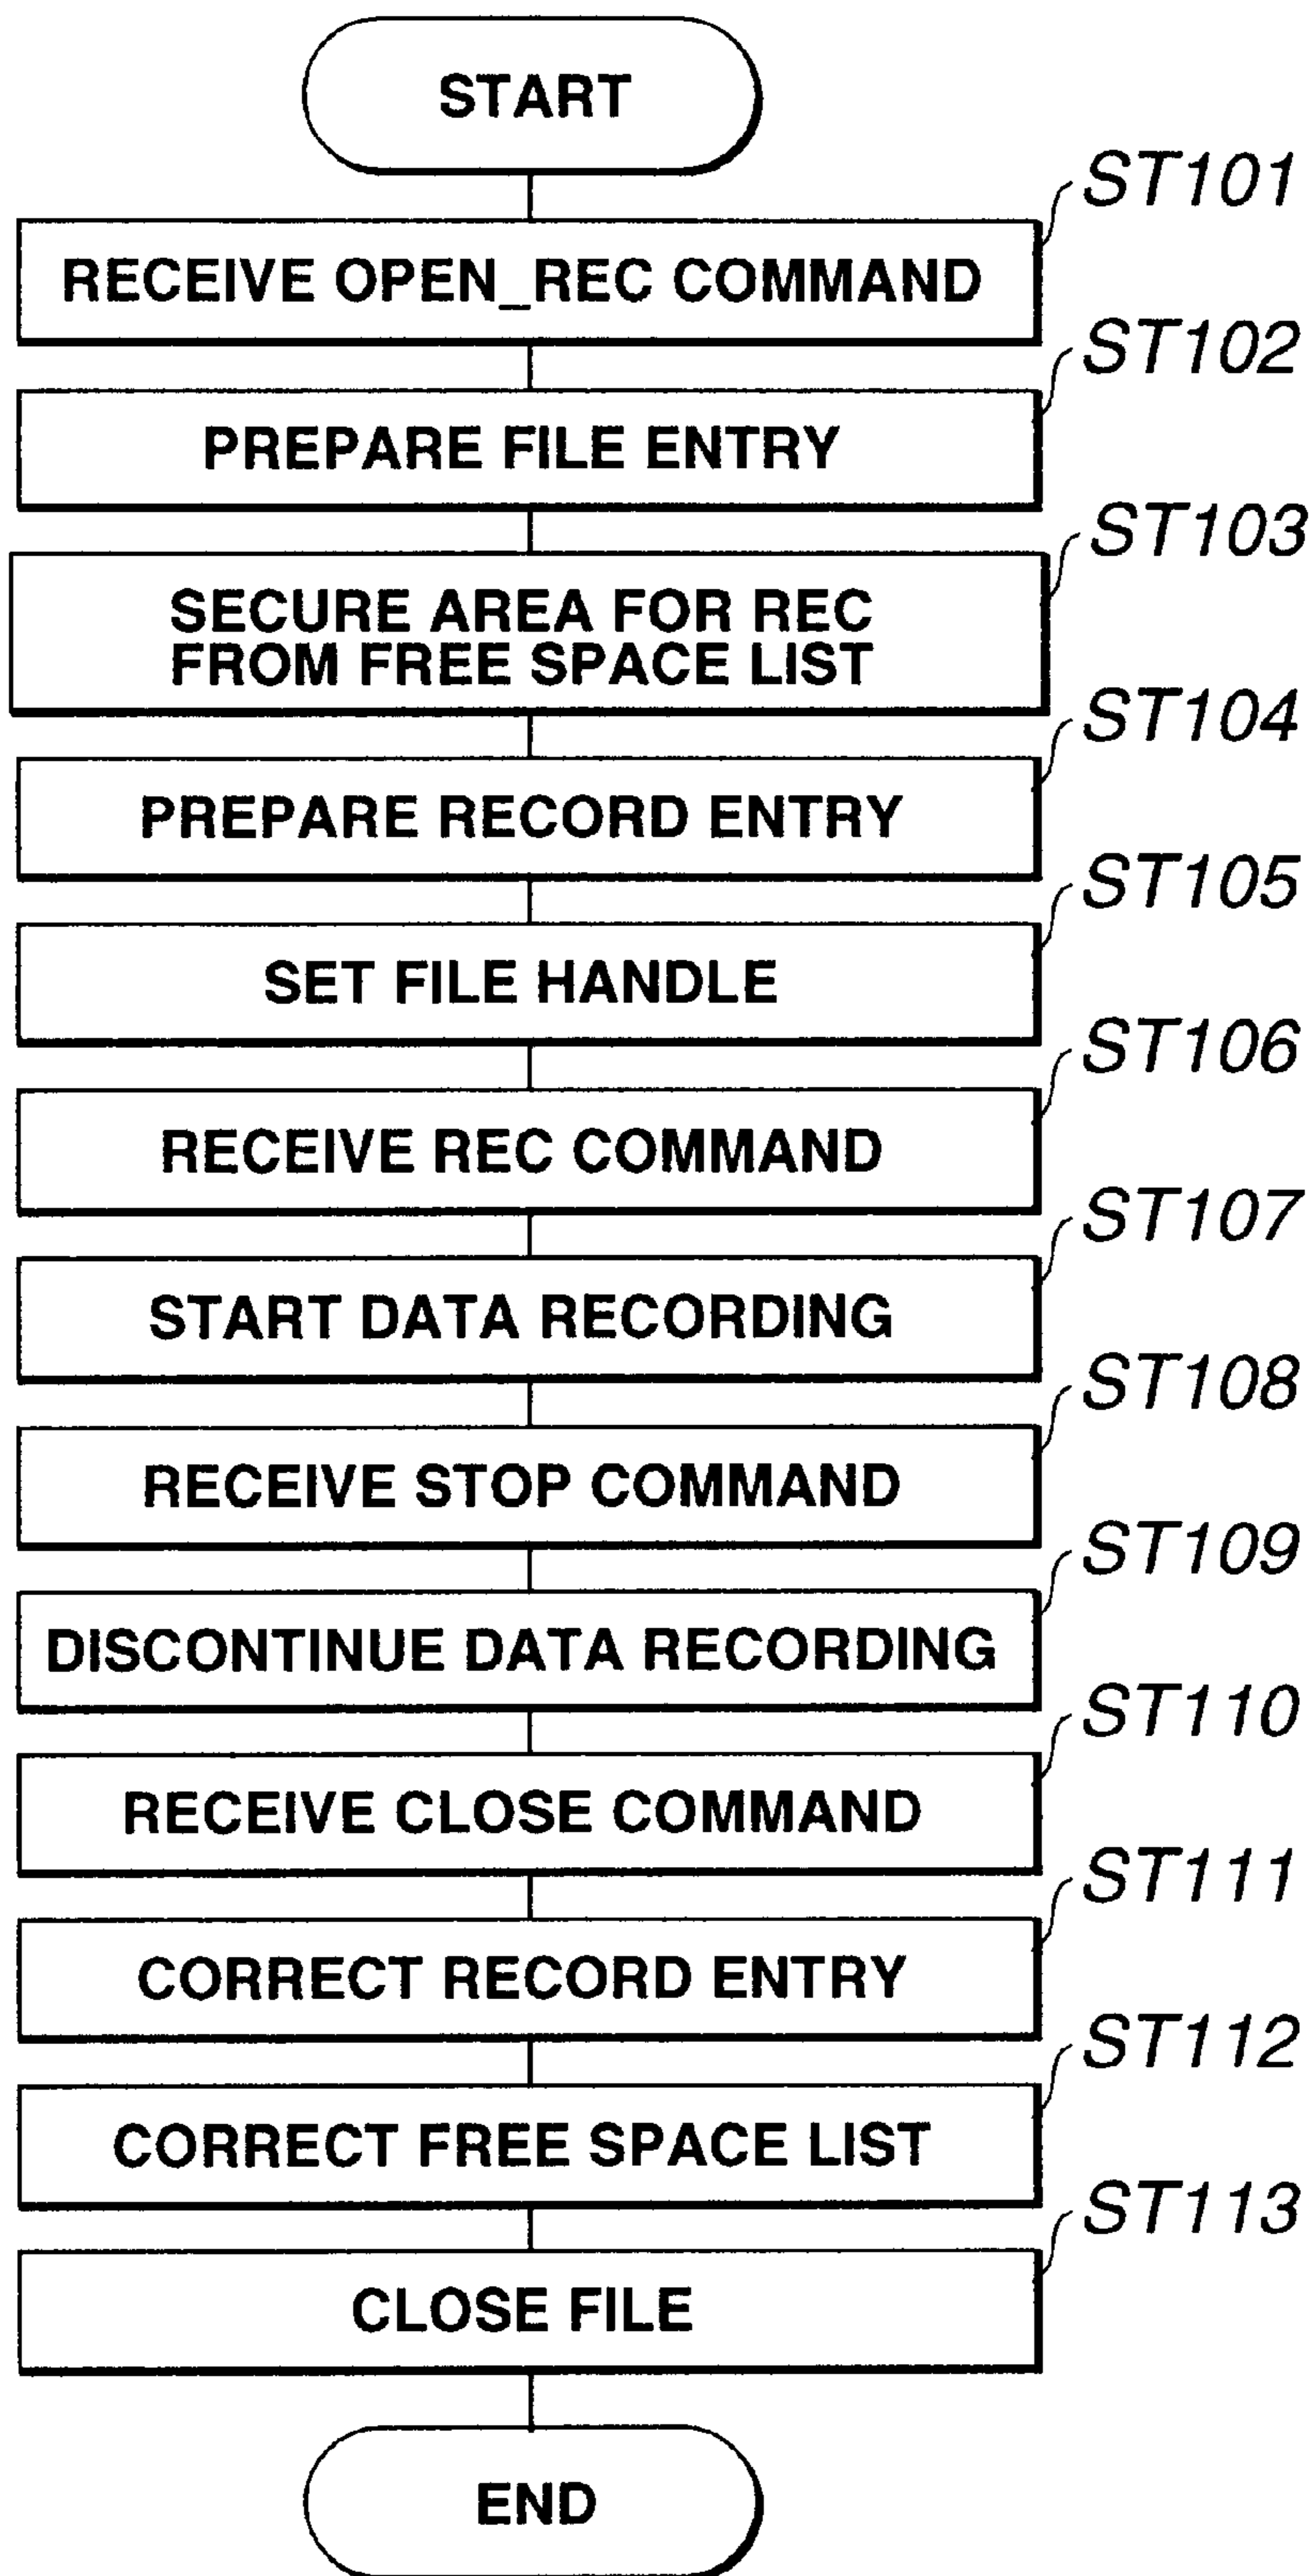 START
ST101
RECEIVE OPEN_REC COMMAND
ST102
PREPARE FILE ENTRY
ST103
SECURE AREA FOR REC
FROM FREE SPACE LIST
ST104
PREPARE RECORD ENTRY
ST105
SET FILE HANDLE
ST106
RECEIVE REC COMMAND
ST107
START DATA RECORDING
ST108
RECEIVE STOP COMMAND
ST109
DISCONTINUE DATA RECORDING
ST110
RECEIVE CLOSE COMMAND
ST111
CORRECT RECORD ENTRY
ST112
CORRECT FREE SPACE LIST
ST113
CLOSE FILE
END